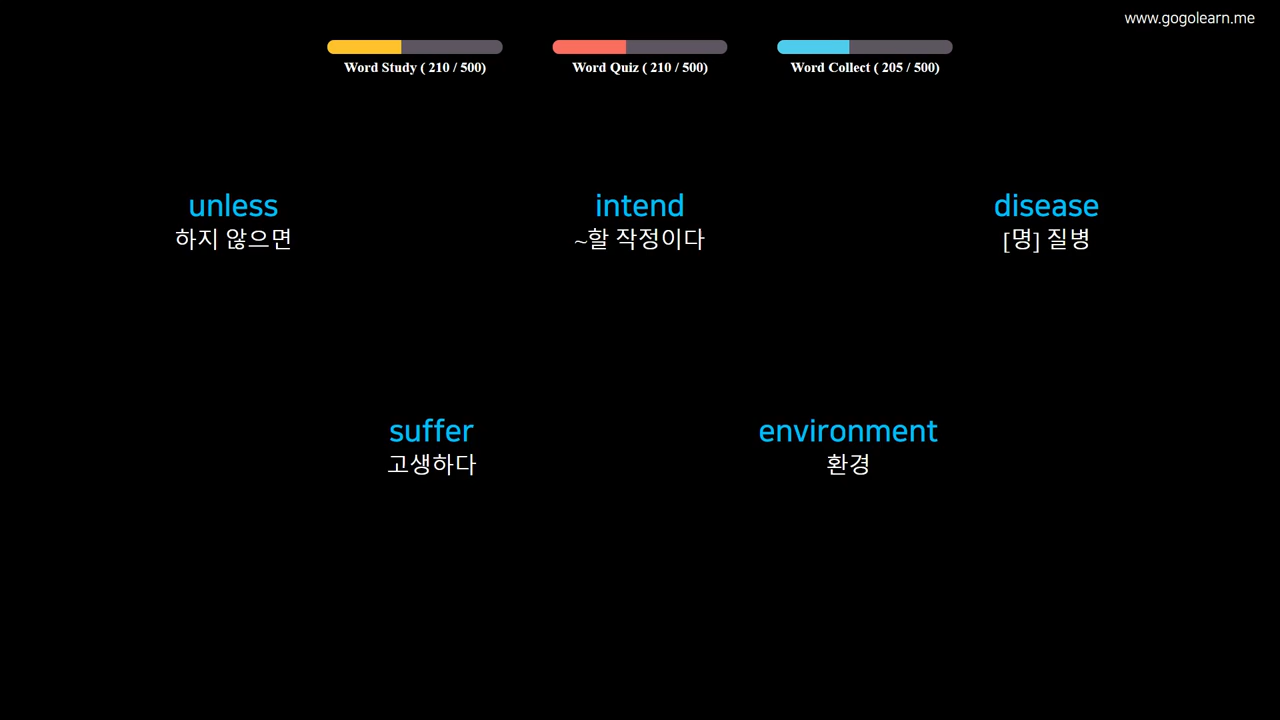 www.gogolearn.me
Word Study ( 210 / 500)
Word Quiz ( 210 / 500)
Word Collect ( 205 / 500)
unless
하지 않으면
intend
~할 작정이다
disease
[명] 질병
suffer
고생하다
environment
환경